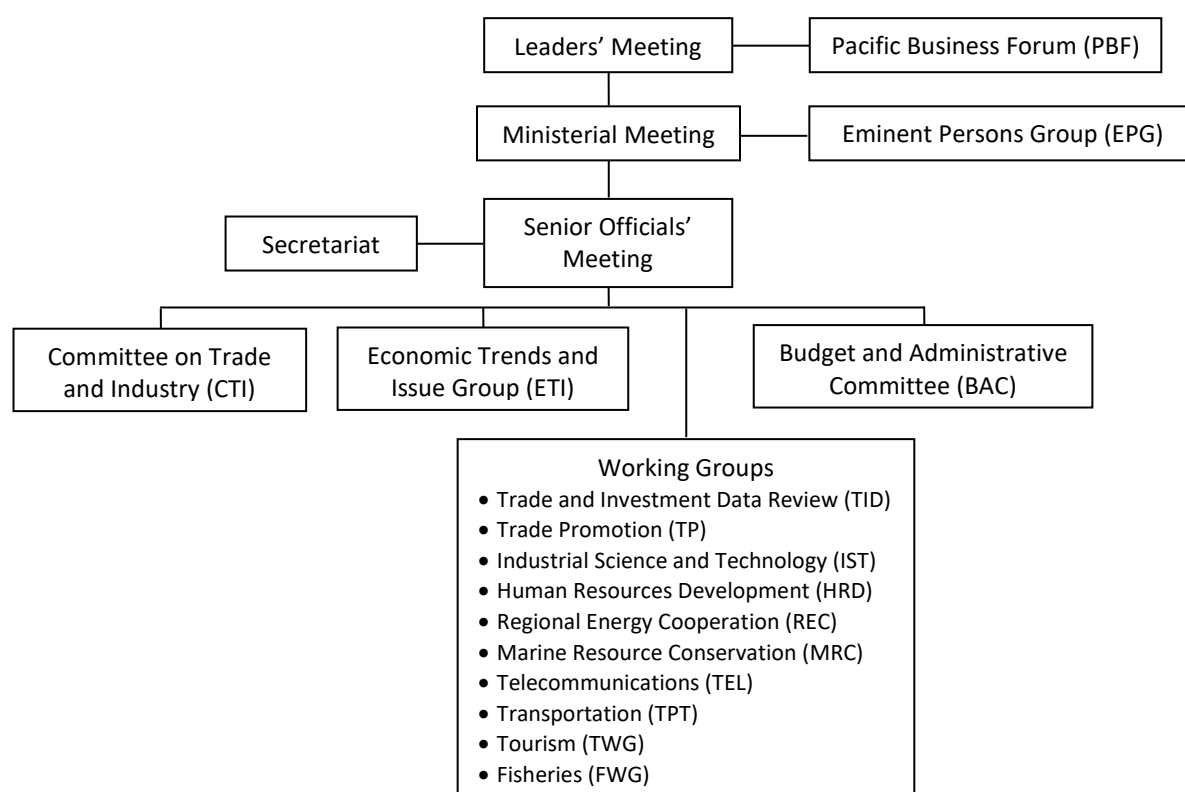 Leaders’ Meeting
Pacific Business Forum (PBF)
Ministerial Meeting
Eminent Persons Group (EPG)
Secretariat
Senior Officials’
Meeting
Committee on Trade
and Industry (CTI)
Economic Trends and
Issue Group (ETI)
Budget and Administrative
Committee (BAC)
Working Groups
• Trade and Investment Data Review (TID)
• Trade Promotion (TP)
• Industrial Science and Technology (IST)
• Human Resources Development (HRD)
• Regional Energy Cooperation (REC)
• Marine Resource Conservation (MRC)
• Telecommunications (TEL)
• Transportation (TPT)
• Tourism (TWG)
• Fisheries (FWG)